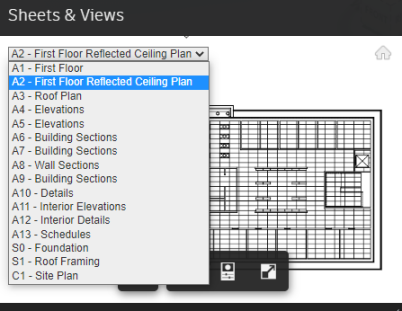 Sheets & Views
A2 - First Floor Reflected Ceiling Plan
A1 - First Floor
A2 - First Floor Reflected Ceiling Plan
A3 - Roof Plan
A4 - Elevations
A5 - Elevations
A6 - Building Sections
A7 - Building Sections
A8 - Wall Sections
A9 - Building Sections
A10 - Details
A11 - Interior Elevations
A12 - Interior Details
A13 - Schedules
S0 - Foundation
S1 - Roof Framing
C1 - Site Plan